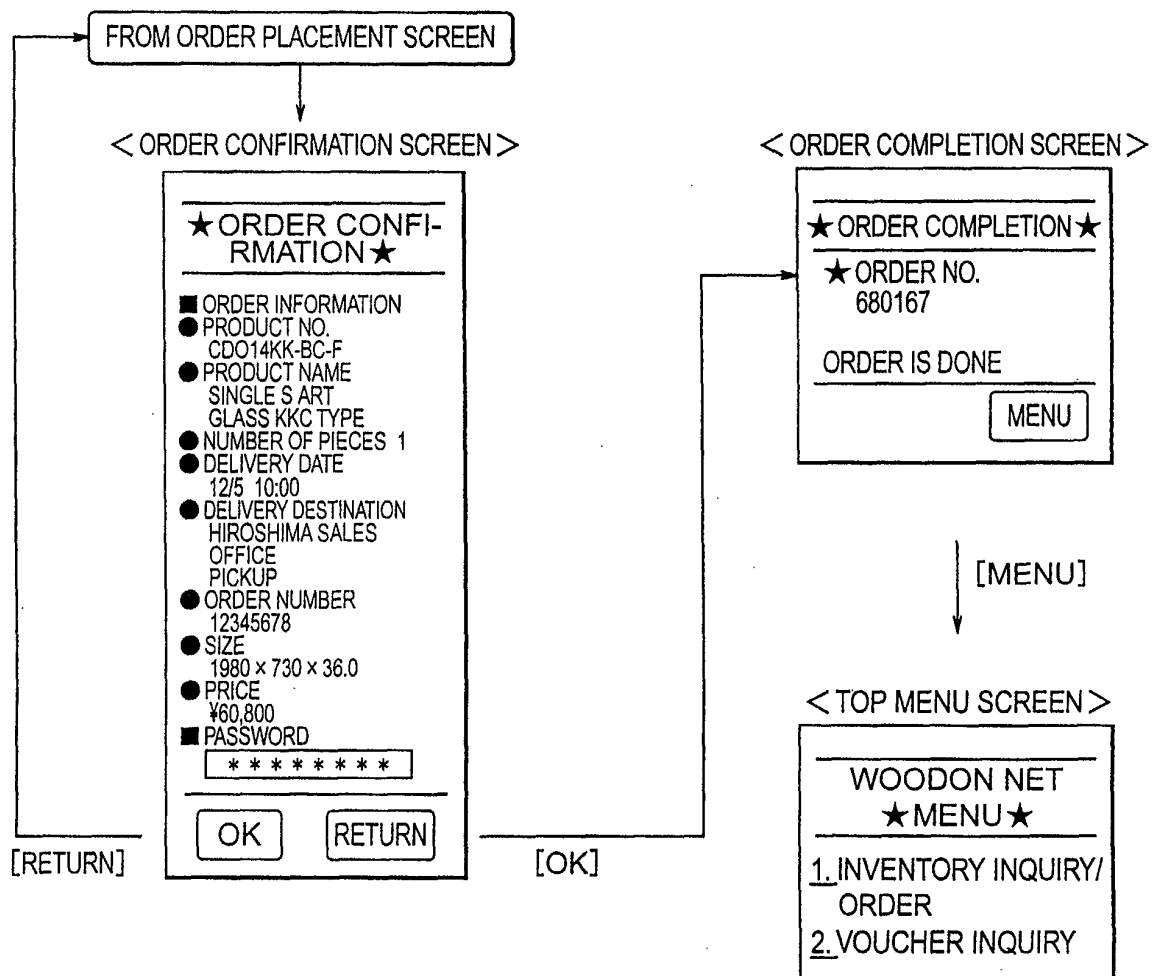 FROM ORDER PLACEMENT SCREEN
<ORDER CONFIRMATION SCREEN>
★ORDER CONFI-
RMATION★
■ORDER INFORMATION
●PRODUCT NO.
CDO14KK-BC-F
●PRODUCT NAME
SINGLE S ART
GLASS KKC TYPE
●NUMBER OF PIECES 1
●DELIVERY DATE
12/5 10:00
●DELIVERY DESTINATION
HIROSHIMA SALES
OFFICE
PICKUP
●ORDER NUMBER
12345678
●SIZE
1980 × 730 × 36.0
●PRICE
¥60,800
■PASSWORD
* * * * * * * *
OK
RETURN
[RETURN]
[OK]
<ORDER COMPLETION SCREEN>
★ORDER COMPLETION★
★ORDER NO.
680167
ORDER IS DONE
MENU
[MENU]
<TOP MENU SCREEN>
WOODON NET
★MENU★
1. INVENTORY INQUIRY/
ORDER
2. VOUCHER INQUIRY